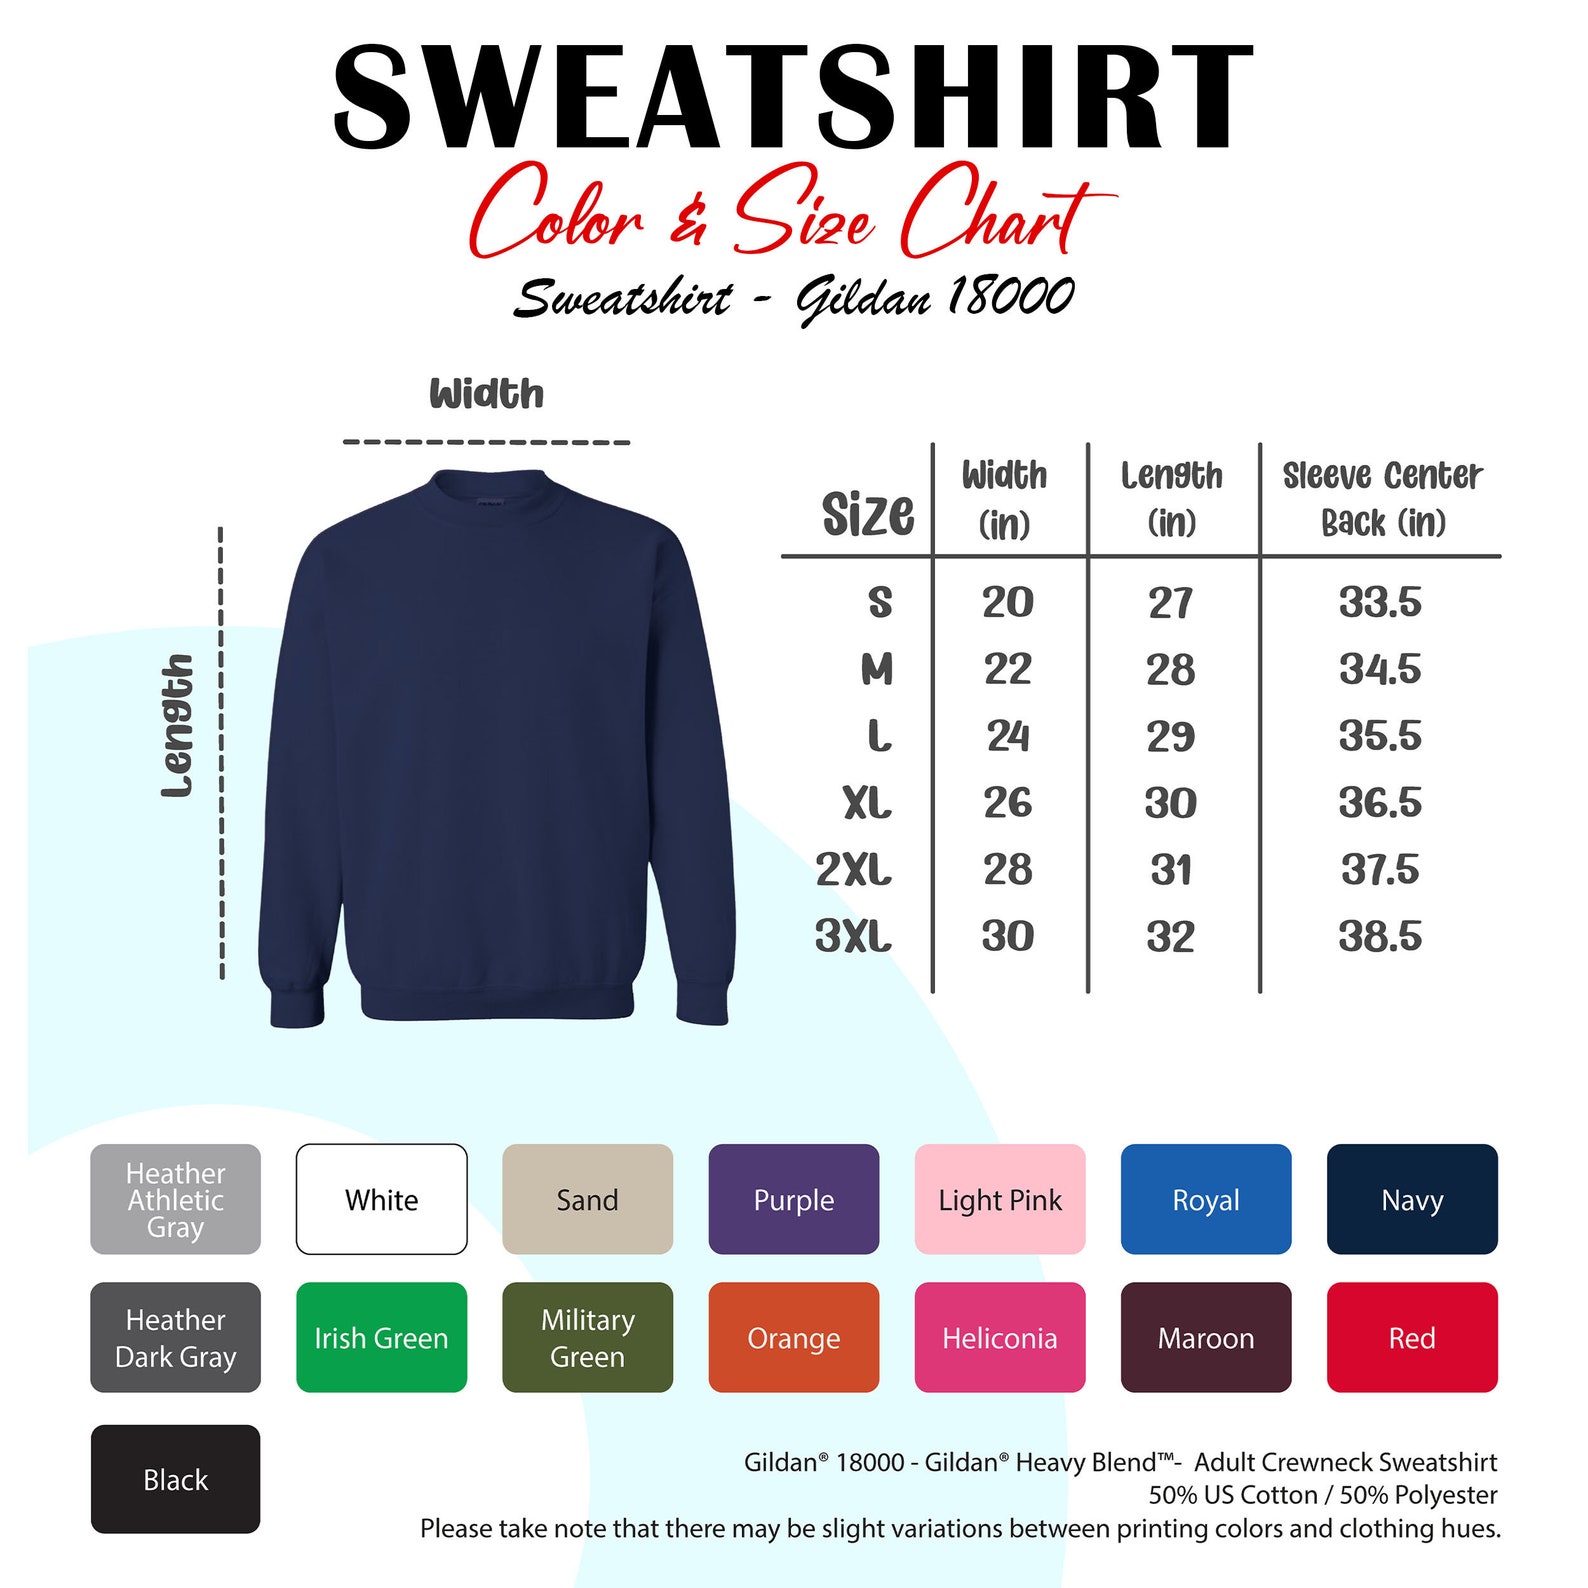 SWEATSHIRT
Color & Size Chart
Sweatshirt - Gildan 18000
Width
Length
Size Width (in) Length (in) Sleeve Center Back (in)
S 20 27 33.5
M 22 28 34.5
L 24 29 35.5
XL 26 30 36.5
2XL 28 31 37.5
3XL 30 32 38.5
Heather
Athletic
Gray
White
Sand
Purple
Light Pink
Royal
Navy
Heather
Dark Gray
Irish Green
Military
Green
Orange
Heliconia
Maroon
Red
Black
Gildan® 18000 - Gildan® Heavy Blend™- Adult Crewneck Sweatshirt
50% US Cotton / 50% Polyester
Please take note that there may be slight variations between printing colors and clothing hues.